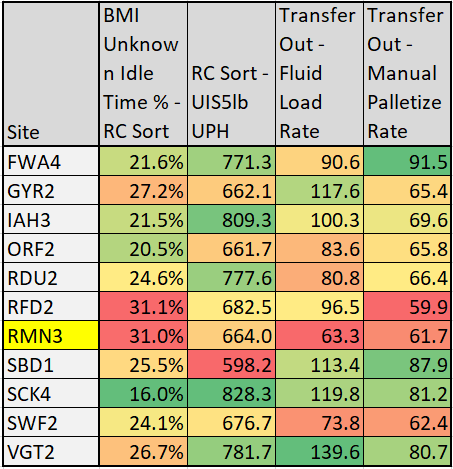 Site BMI Unknow n Idle Time % - RC Sort RC Sort - UIS5lb UPH Transfer Out - Fluid Load Rate Transfer Out - Manual Palletize Rate
FWA4 21.6% 771.3 90.6 91.5
GYR2 27.2% 662.1 117.6 65.4
IAH3 21.5% 809.3 100.3 69.6
ORF2 20.5% 661.7 83.6 65.8
RDU2 24.6% 777.6 80.8 66.4
RFD2 31.1% 682.5 96.5 59.9
RMN3 31.0% 664.0 63.3 61.7
SBD1 25.5% 598.2 113.4 87.9
SCK4 16.0% 828.3 119.8 81.2
SWF2 24.1% 676.7 73.8 62.4
VGT2 26.7% 781.7 139.6 80.7